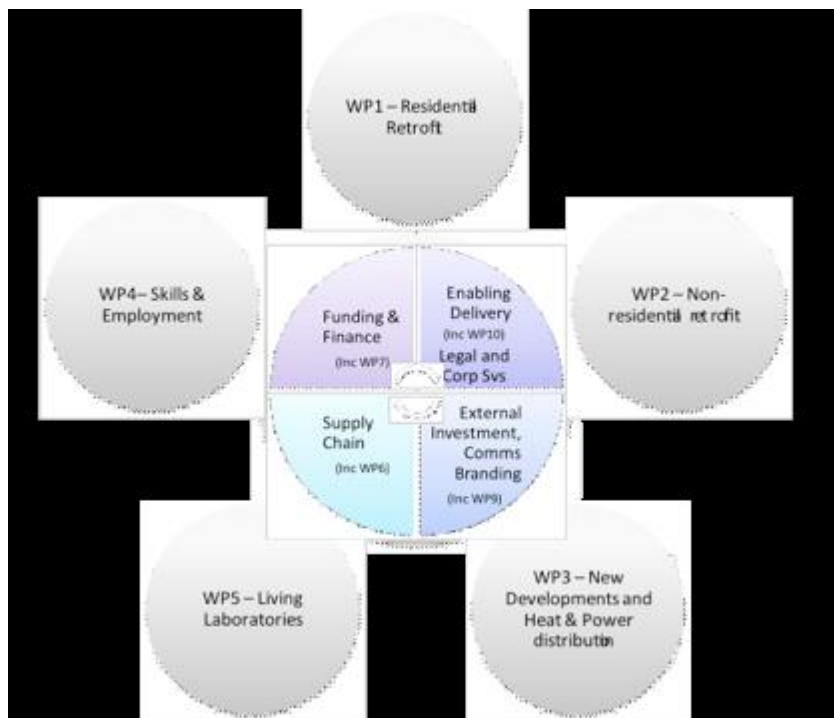 WP1 – Residential
Retrofit
WP4– Skills &
Employment
WP2 – Non-
residential retrofit
Funding &
Finance
(Inc WP7)
Enabling
Delivery
(Inc WP10)
Legal and
Corp Svs
Supply
Chain
(Inc WP6)
External
Investment,
Comms
Branding
(Inc WP9)
WP5 – Living
Laboratories
WP3 – New
Developments and
Heat & Power
distribution